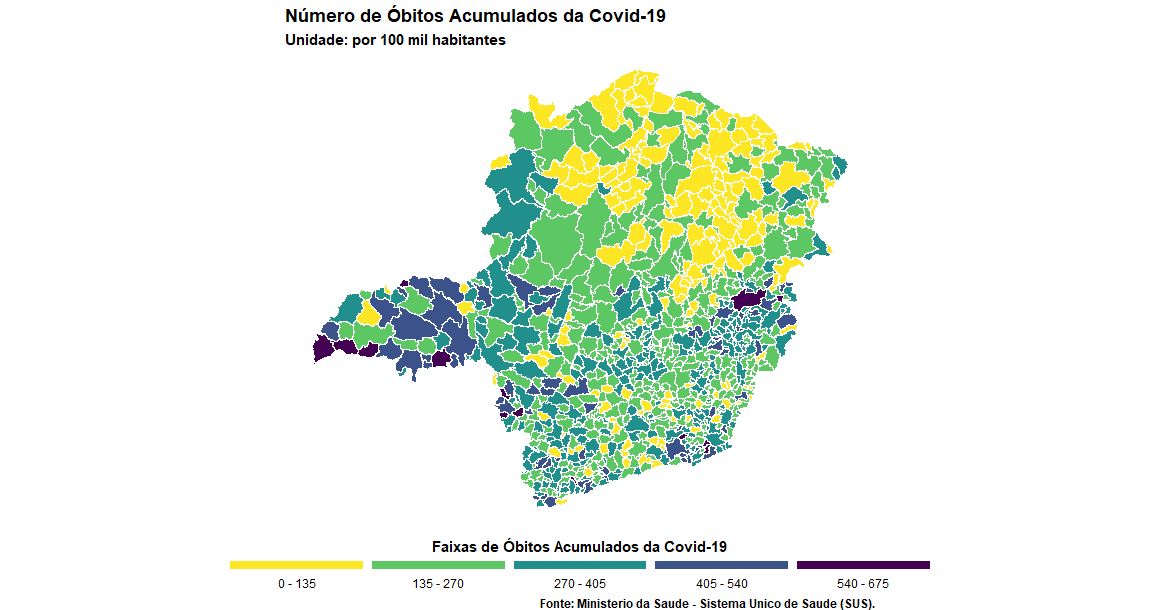 Número de Óbitos Acumulados da Covid-19
Unidade: por 100 mil habitantes
Faixas de Óbitos Acumulados da Covid-19
0 - 135 135 - 270 270 - 405 405 - 540 540 - 675
Fonte: Ministerio da Saude - Sistema Unico de Saude (SUS).